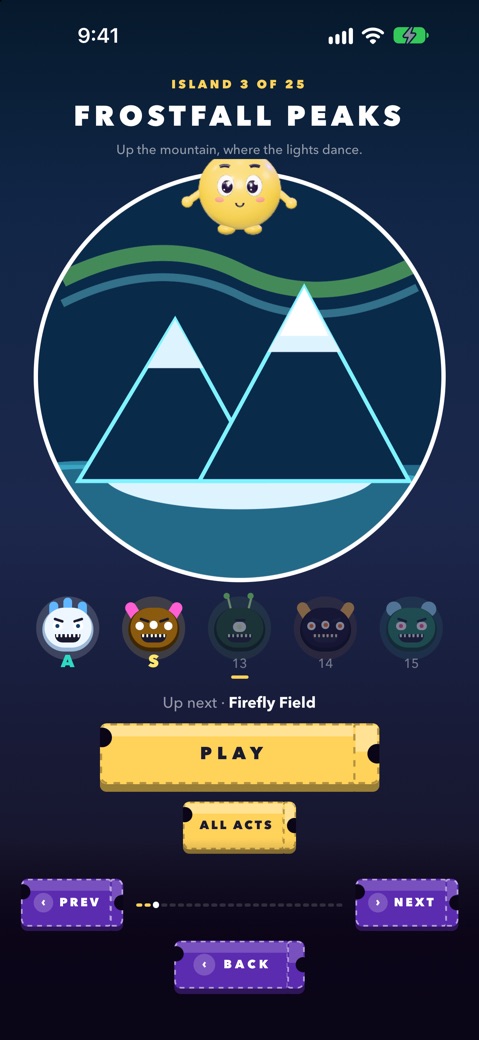 9:41
ISLAND 3 OF 25
FROSTFALL PEAKS
Up the mountain, where the lights dance.
A S 13 14 15
Up next · Firefly Field
PLAY
ALL ACTS
‹ PREV › NEXT
‹ BACK